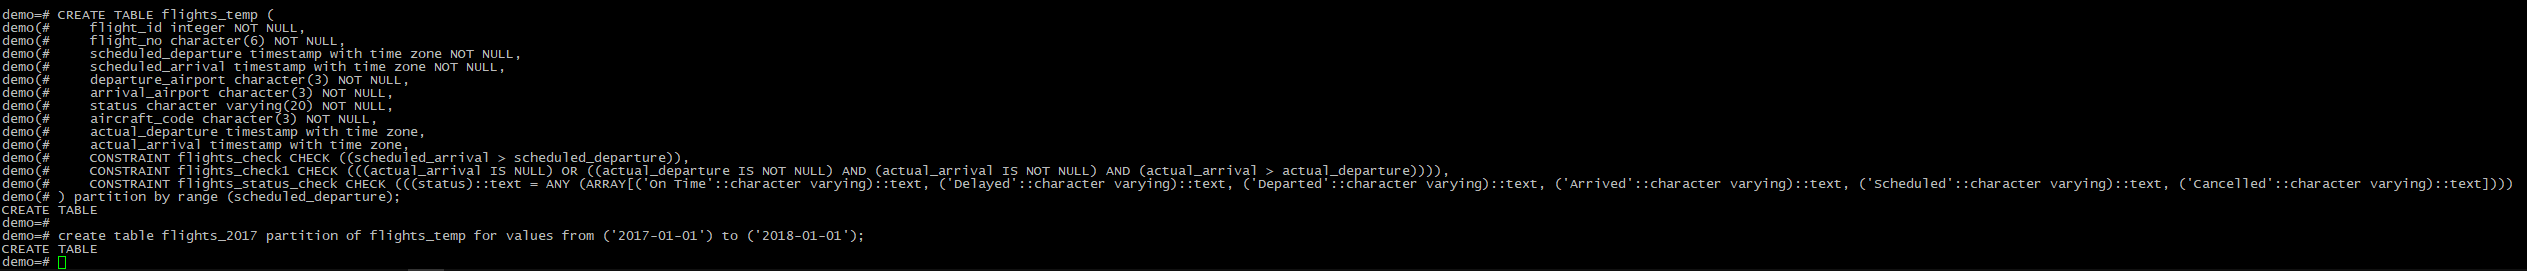 demo=# CREATE TABLE flights_temp (
demo(#     flight_id integer NOT NULL,
demo(#     flight_no character(6) NOT NULL,
demo(#     scheduled_departure timestamp with time zone NOT NULL,
demo(#     scheduled_arrival timestamp with time zone NOT NULL,
demo(#     departure_airport character(3) NOT NULL,
demo(#     arrival_airport character(3) NOT NULL,
demo(#     status character varying(20) NOT NULL,
demo(#     aircraft_code character(3) NOT NULL,
demo(#     actual_departure timestamp with time zone,
demo(#     actual_arrival timestamp with time zone,
demo(#     CONSTRAINT flights_check CHECK ((scheduled_arrival > scheduled_departure)),
demo(#     CONSTRAINT flights_check1 CHECK (((actual_arrival IS NULL) OR ((actual_departure IS NOT NULL) AND (actual_arrival IS NOT NULL) AND (actual_arrival > actual_departure)))),
demo(#     CONSTRAINT flights_status_check CHECK (((status)::text = ANY (ARRAY[('On Time'::character varying)::text, ('Delayed'::character varying)::text, ('Departed'::character varying)::text, ('Arrived'::character varying)::text, ('Scheduled'::character varying)::text, ('Cancelled'::character varying)::text])))
demo(# ) partition by range (scheduled_departure);
CREATE TABLE
demo=#
demo=# create table flights_2017 partition of flights_temp for values from ('2017-01-01') to ('2018-01-01');
CREATE TABLE
demo=#